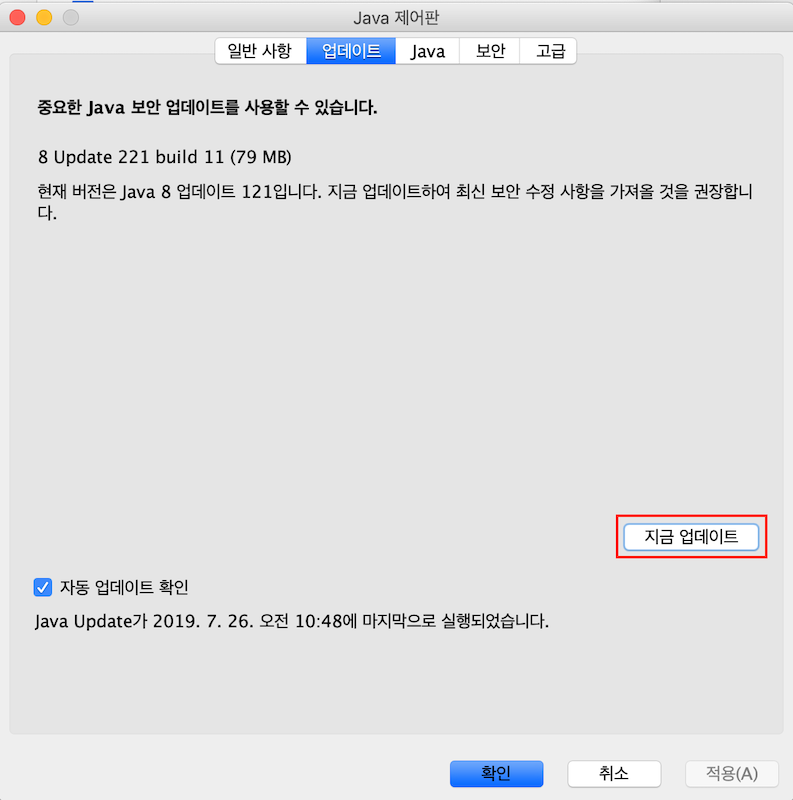 Java 제어판
일반 사항 업데이트 Java 보안 고급
중요한 Java 보안 업데이트를 사용할 수 있습니다.
8 Update 221 build 11 (79 MB)
현재 버전은 Java 8 업데이트 121입니다. 지금 업데이트하여 최신 보안 수정 사항을 가져올 것을 권장합니
다.
지금 업데이트
자동 업데이트 확인
Java Update가 2019. 7. 26. 오전 10:48에 마지막으로 실행되었습니다.
확인 취소 적용(A)